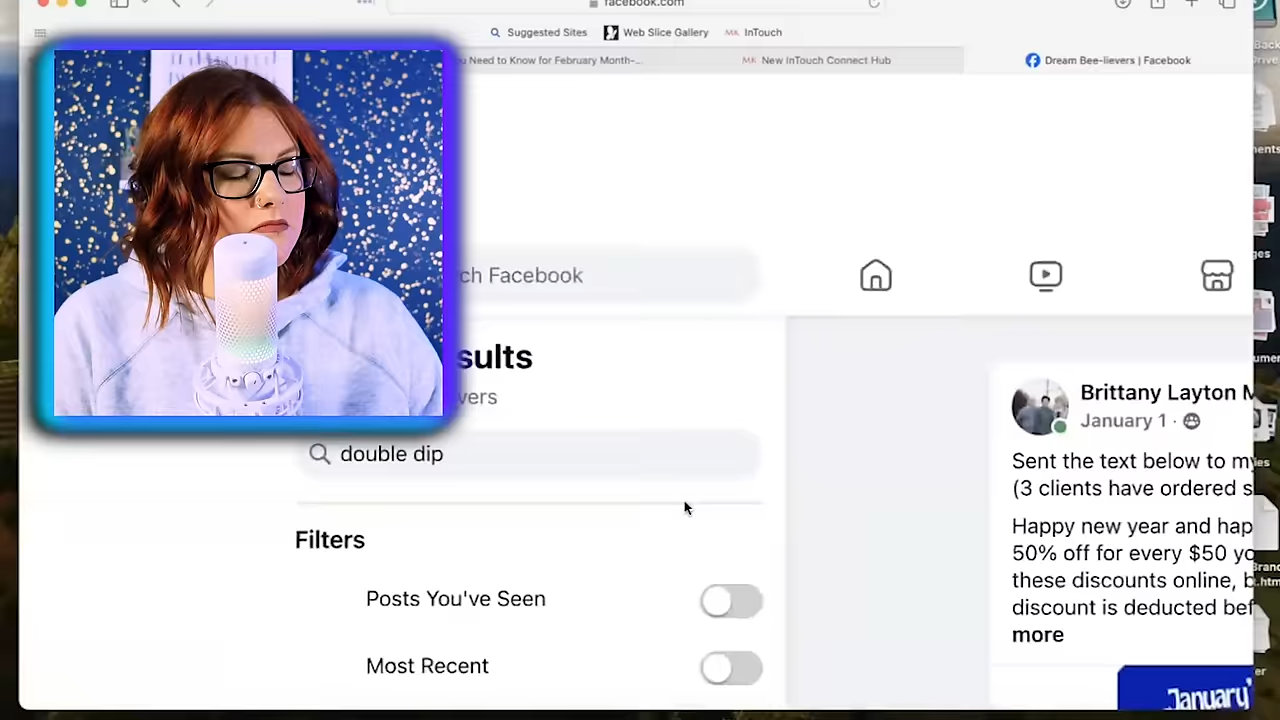 facebook.com
Suggested Sites
Web Slice Gallery
MK InTouch
ou Need to Know for February Month-...
MK New InTouch Connect Hub
Dream Bee-lievers | Facebook
ch Facebook
sults
vers
double dip
Filters
Posts You've Seen
Most Recent
Brittany Layton M
January 1 ·
Sent the text below to my
(3 clients have ordered s
Happy new year and hap
50% off for every $50 yo
these discounts online, b
discount is deducted bef
more
January